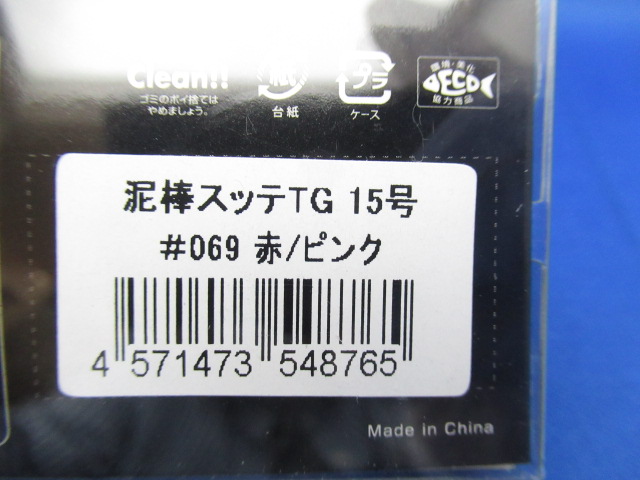 Clean!!
ゴミのポイ捨ては
やめましょう。
紙
台紙
プラ
ケース
環境・美化
ECO
協力商品
泥棒スッテTG 15号
#069 赤/ピンク
4 571473 548765
Made in China